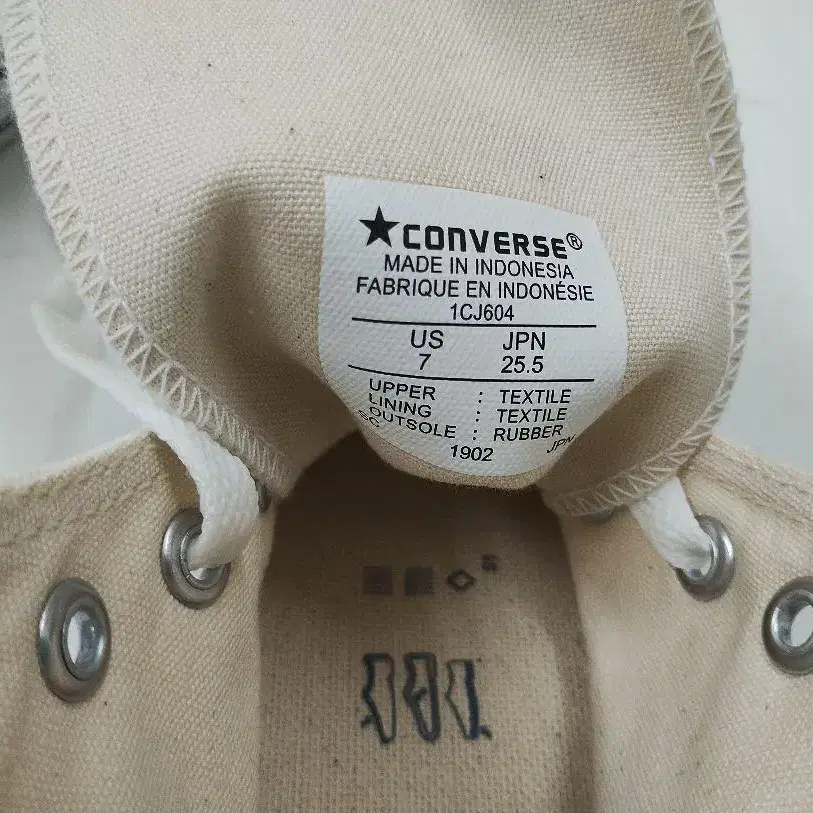 ★CONVERSE®
MADE IN INDONESIA
FABRIQUE EN INDONÉSIE
1CJ604
US JPN
7 25.5
UPPER : TEXTILE
LINING : TEXTILE
OUTSOLE : RUBBER
SC 1902 JPN